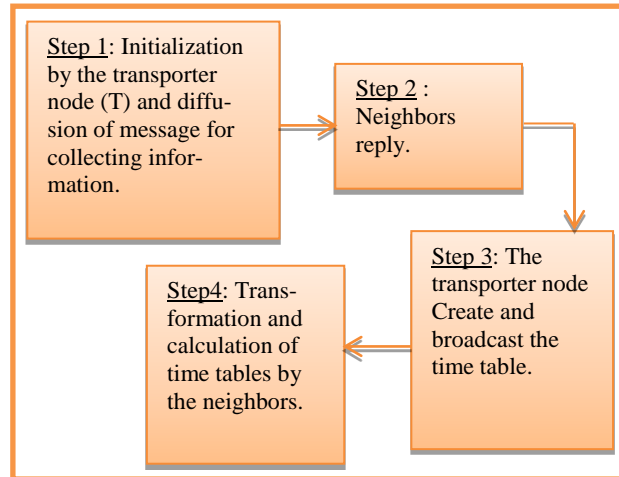 Step 1: Initialization
by the transporter
node (T) and diffu-
sion of message for
collecting infor-
mation.
Step 2 :
Neighbors
reply.
Step 3: The
transporter node
Create and
broadcast the
time table.
Step4: Trans-
formation and
calculation of
time tables by
the neighbors.